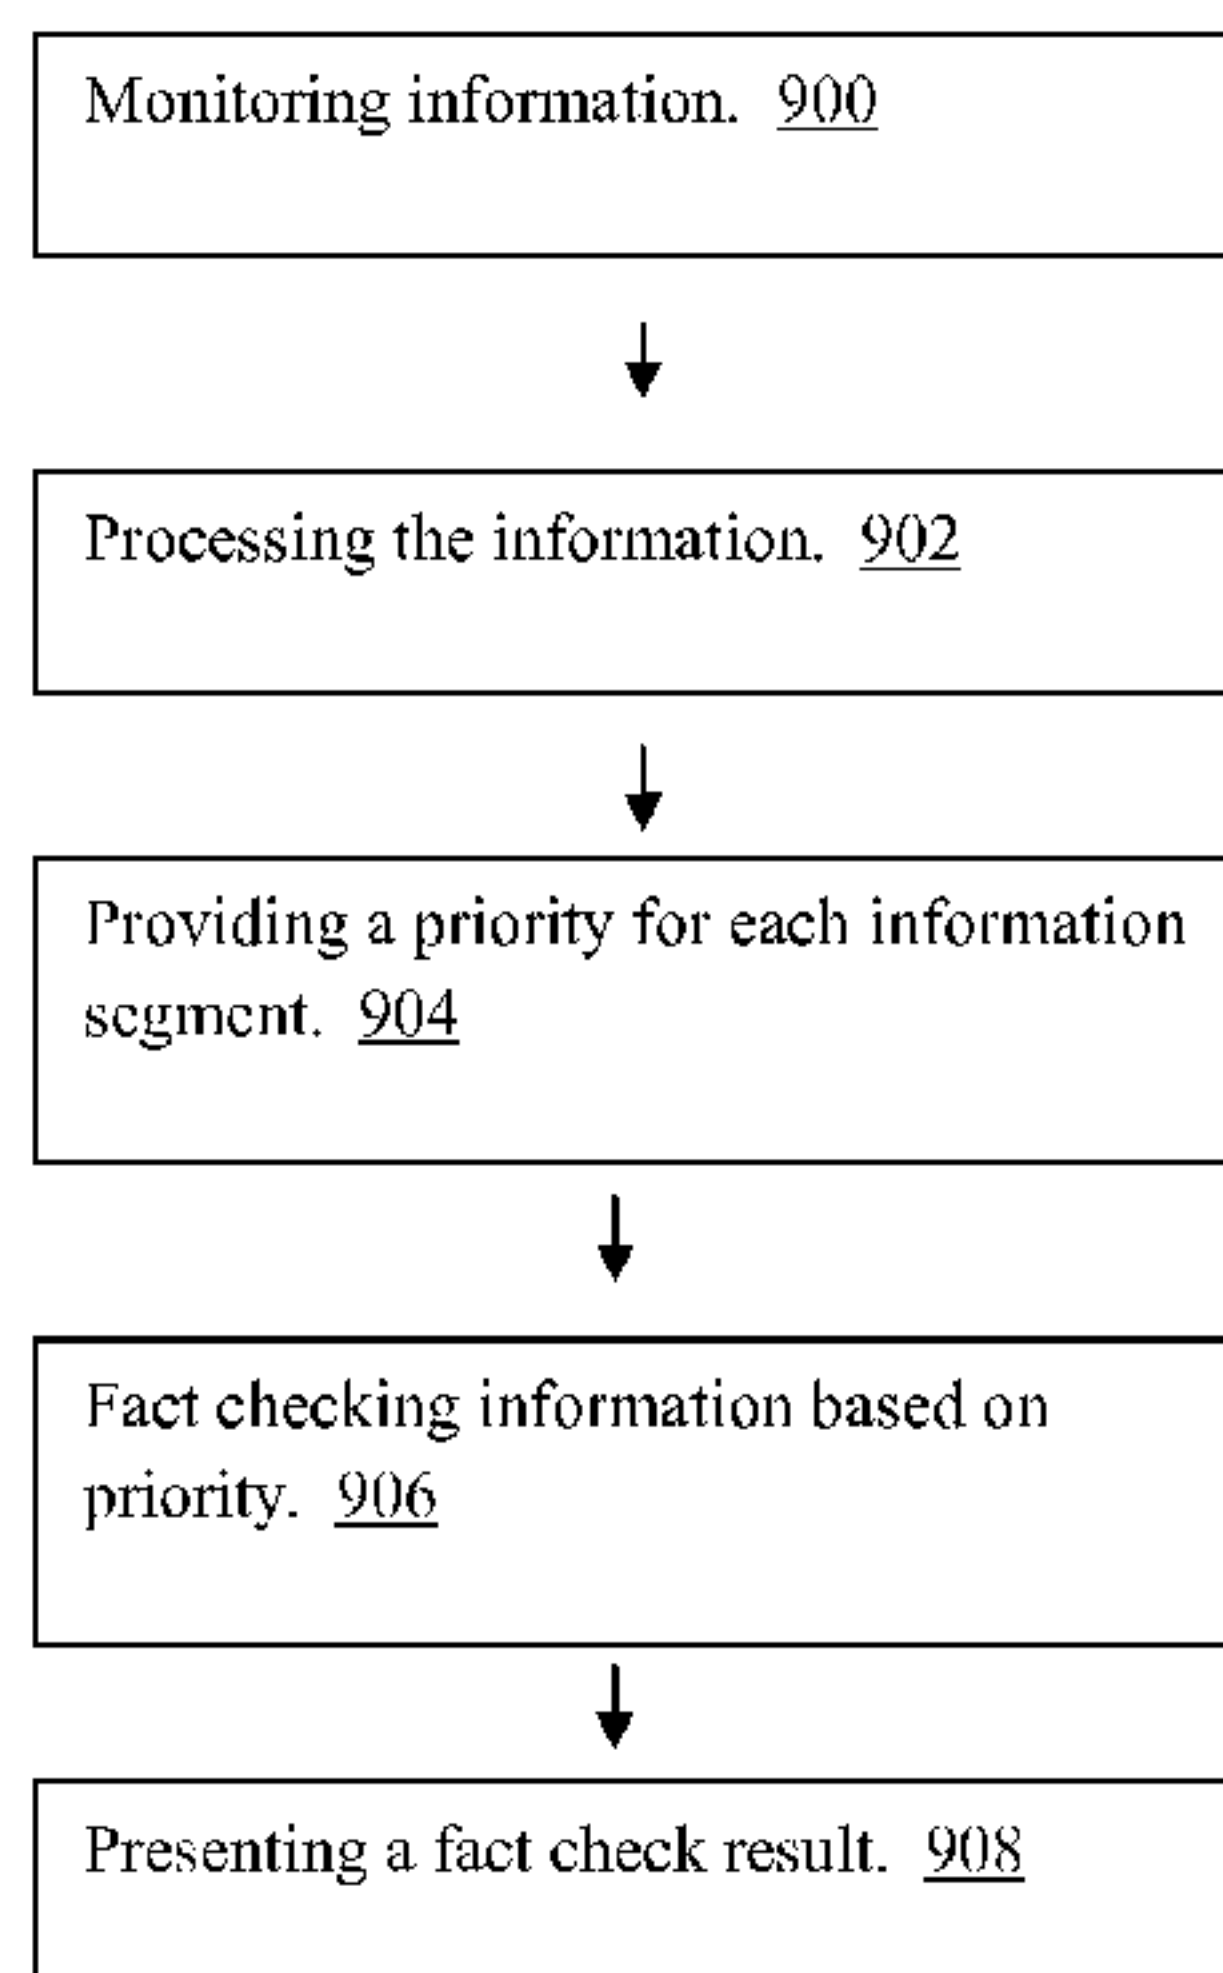 Monitoring information. 900
Processing the information. 902
Providing a priority for each information
segment. 904
Fact checking information based on
priority. 906
Presenting a fact check result. 908